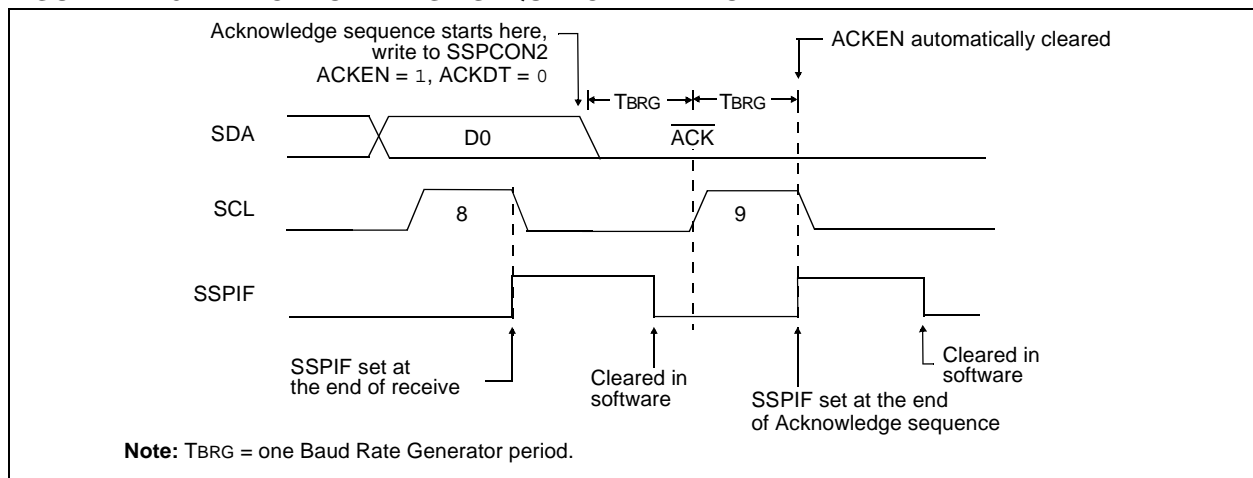 Acknowledge sequence starts here,
write to SSPCON2
ACKEN = 1, ACKDT = 0
ACKEN automatically cleared
TBRG
TBRG
SDA
D0
ACK
SCL
8
9
SSPIF
SSPIF set at
the end of receive
Cleared in
software
SSPIF set at the end
of Acknowledge sequence
Cleared in
software
Note: TBRG = one Baud Rate Generator period.